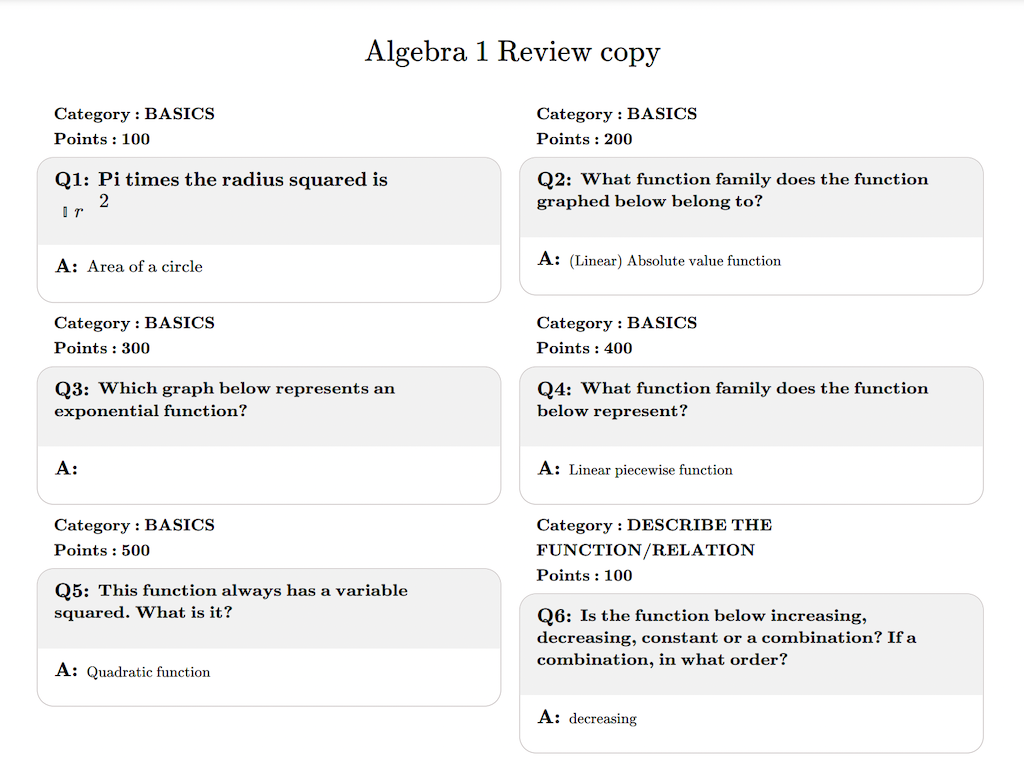 Algebra 1 Review copy
Category : BASICS
Points : 100
Q1: Pi times the radius squared is
r 2
A: Area of a circle
Category : BASICS
Points : 200
Q2: What function family does the function
graphed below belong to?
A: (Linear) Absolute value function
Category : BASICS
Points : 300
Q3: Which graph below represents an
exponential function?
A:
Category : BASICS
Points : 400
Q4: What function family does the function
below represent?
A: Linear piecewise function
Category : BASICS
Points : 500
Q5: This function always has a variable
squared. What is it?
A: Quadratic function
Category : DESCRIBE THE
FUNCTION/RELATION
Points : 100
Q6: Is the function below increasing,
decreasing, constant or a combination? If a
combination, in what order?
A: decreasing